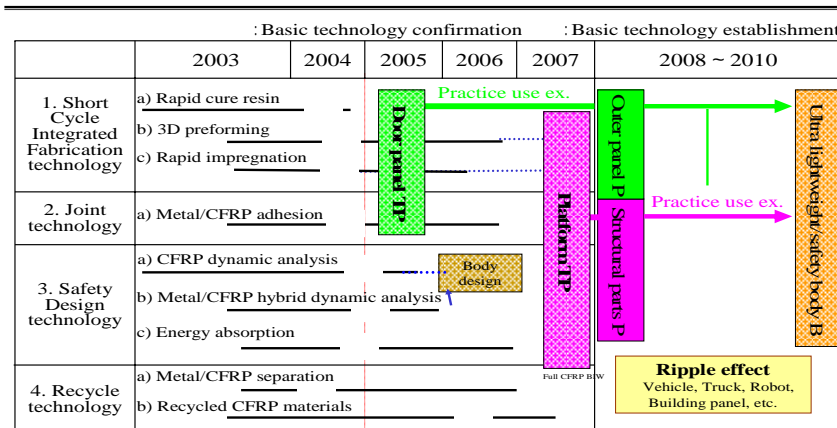 :Basic technology confirmation
:Basic technology establishment
2003
2004
2005
2006
2007
2008 ~ 2010
1. Short
Cycle
Integrated
Fabrication
technology
a) Rapid cure resin
b) 3D preforming
c) Rapid impregnation
Door panel TP
Practice use ex.
Outer panel P
Ultra lightweight/safety body B
2. Joint
technology
a) Metal/CFRP adhesion
Platform TP
Structural parts P
Practice use ex.
3. Safety
Design
technology
a) CFRP dynamic analysis
b) Metal/CFRP hybrid dynamic analysis
c) Energy absorption
Body
design
4. Recycle
technology
a) Metal/CFRP separation
b) Recycled CFRP materials
Full CFRP BIW
Ripple effect
Vehicle, Truck, Robot,
Building panel, etc.